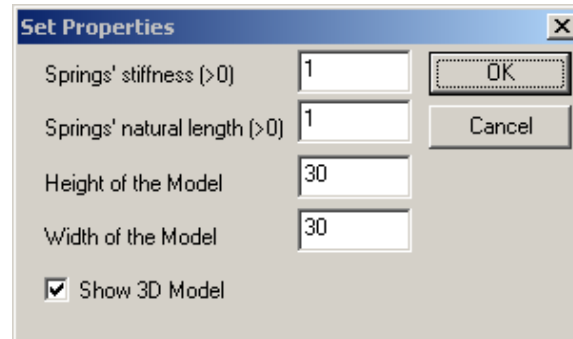 Set Properties
Springs' stiffness (>0) 1 OK
Springs' natural length (>0) 1 Cancel
Height of the Model 30
Width of the Model 30
Show 3D Model